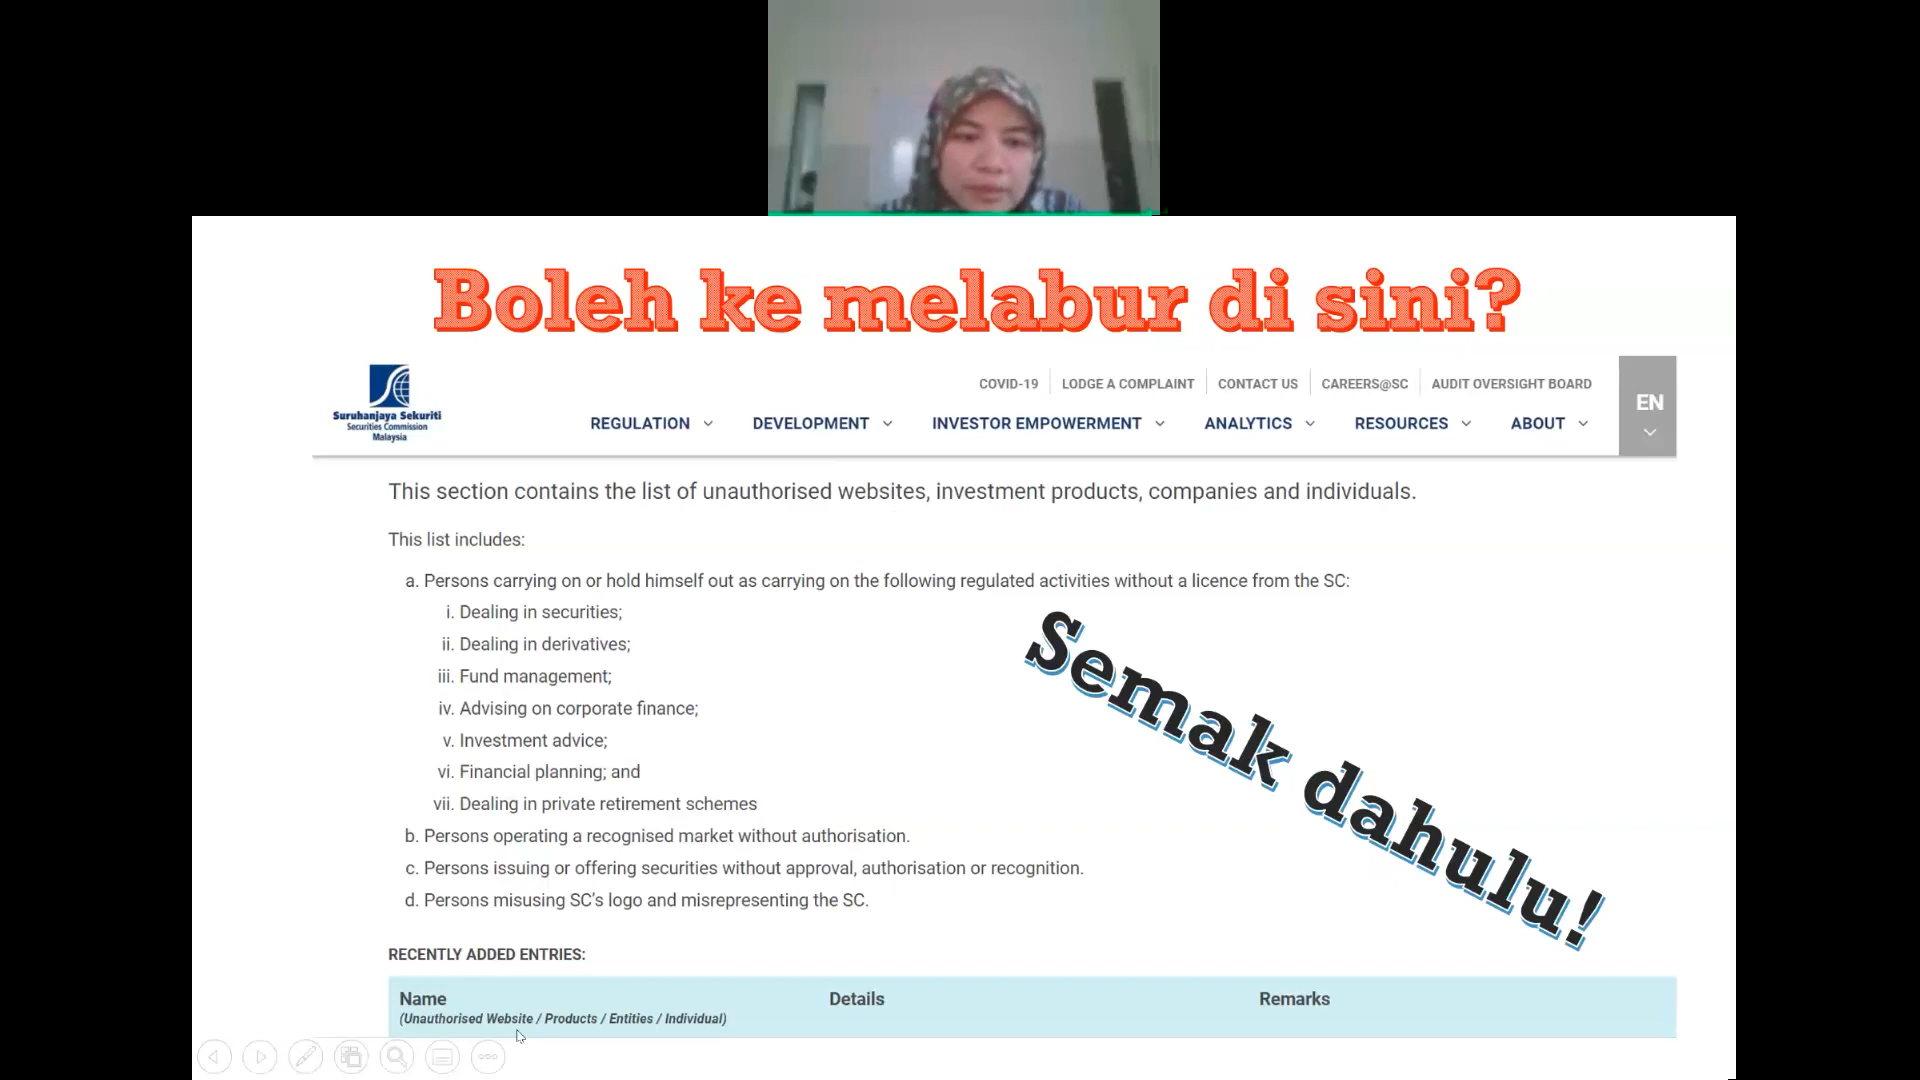 Boleh ke melabur di sini?
Suruhanjaya Sekuriti
Securities Commission
Malaysia
COVID-19
LODGE A COMPLAINT
CONTACT US
CAREERS@SC
AUDIT OVERSIGHT BOARD
EN
REGULATION
DEVELOPMENT
INVESTOR EMPOWERMENT
ANALYTICS
RESOURCES
ABOUT
This section contains the list of unauthorised websites, investment products, companies and individuals.
This list includes:
a. Persons carrying on or hold himself out as carrying on the following regulated activities without a licence from the SC:
i. Dealing in securities;
ii. Dealing in derivatives;
iii. Fund management;
iv. Advising on corporate finance;
v. Investment advice;
vi. Financial planning; and
vii. Dealing in private retirement schemes
b. Persons operating a recognised market without authorisation.
c. Persons issuing or offering securities without approval, authorisation or recognition.
d. Persons misusing SC's logo and misrepresenting the SC.
Semak dahulu!
RECENTLY ADDED ENTRIES:
Name
(Unauthorised Website / Products / Entities / Individual)
Details
Remarks